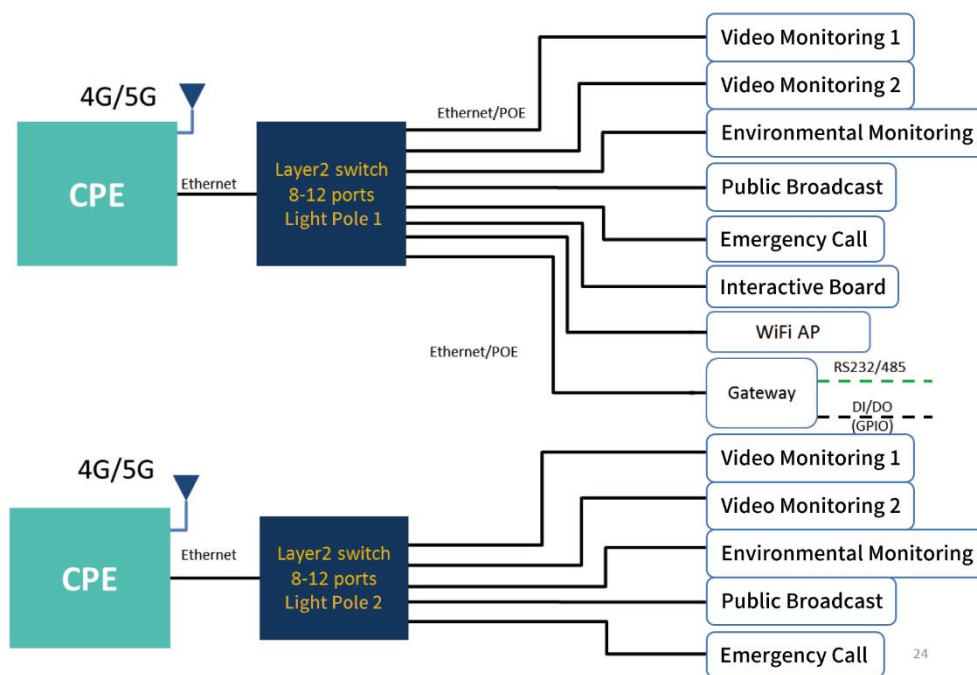 4G/5G
CPE
Ethernet
Layer2 switch
8-12 ports
Light Pole 1
Ethernet/POE
Video Monitoring 1
Video Monitoring 2
Environmental Monitoring
Public Broadcast
Emergency Call
Interactive Board
WiFi AP
Ethernet/POE
Gateway
RS232/485
DI/DO
(GPIO)
4G/5G
CPE
Ethernet
Layer2 switch
8-12 ports
Light Pole 2
Video Monitoring 1
Video Monitoring 2
Environmental Monitoring
Public Broadcast
Emergency Call
24